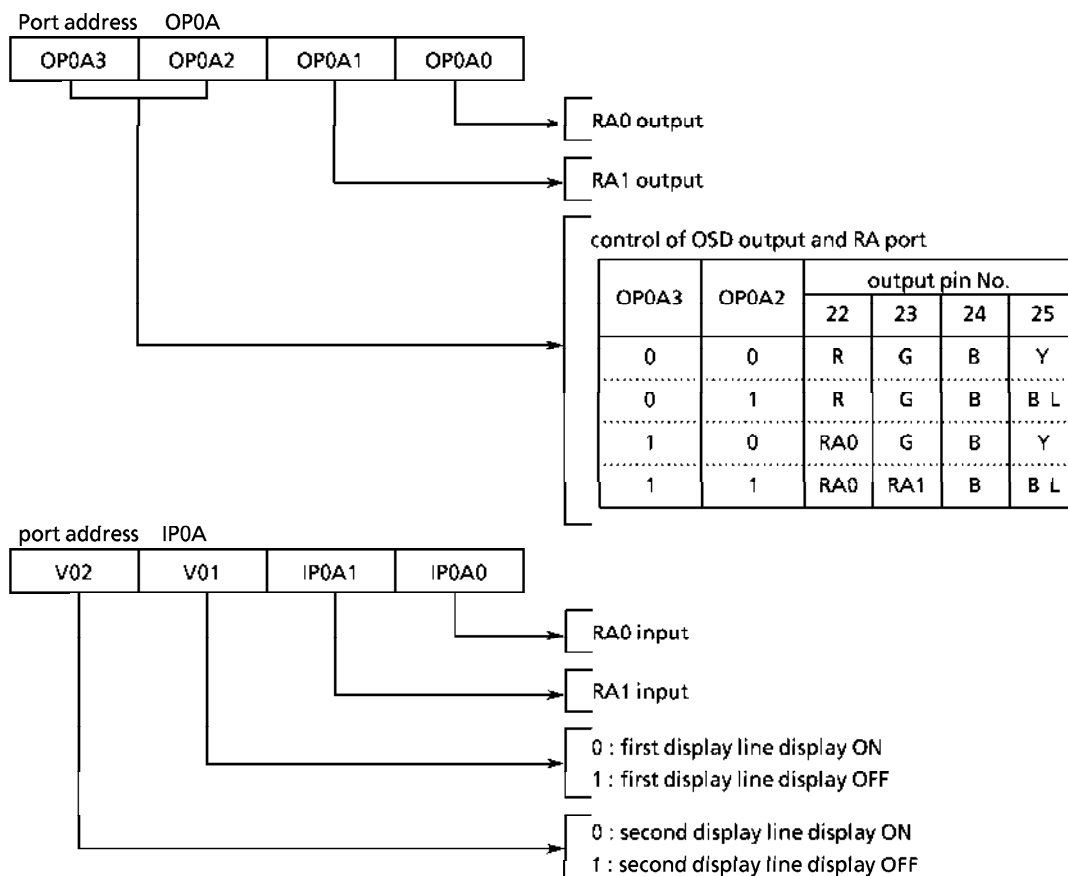 Port address OP0A
OP0A3 OP0A2 OP0A1 OP0A0
RA0 output
RA1 output
control of OSD output and RA port
OP0A3 OP0A2 output pin No.
22 23 24 25
0 0 R G B Y
0 1 R G B B L
1 0 RA0 G B Y
1 1 RA0 RA1 B B L
port address IP0A
V02 V01 IP0A1 IP0A0
RA0 input
RA1 input
0 : first display line display ON
1 : first display line display OFF
0 : second display line display ON
1 : second display line display OFF